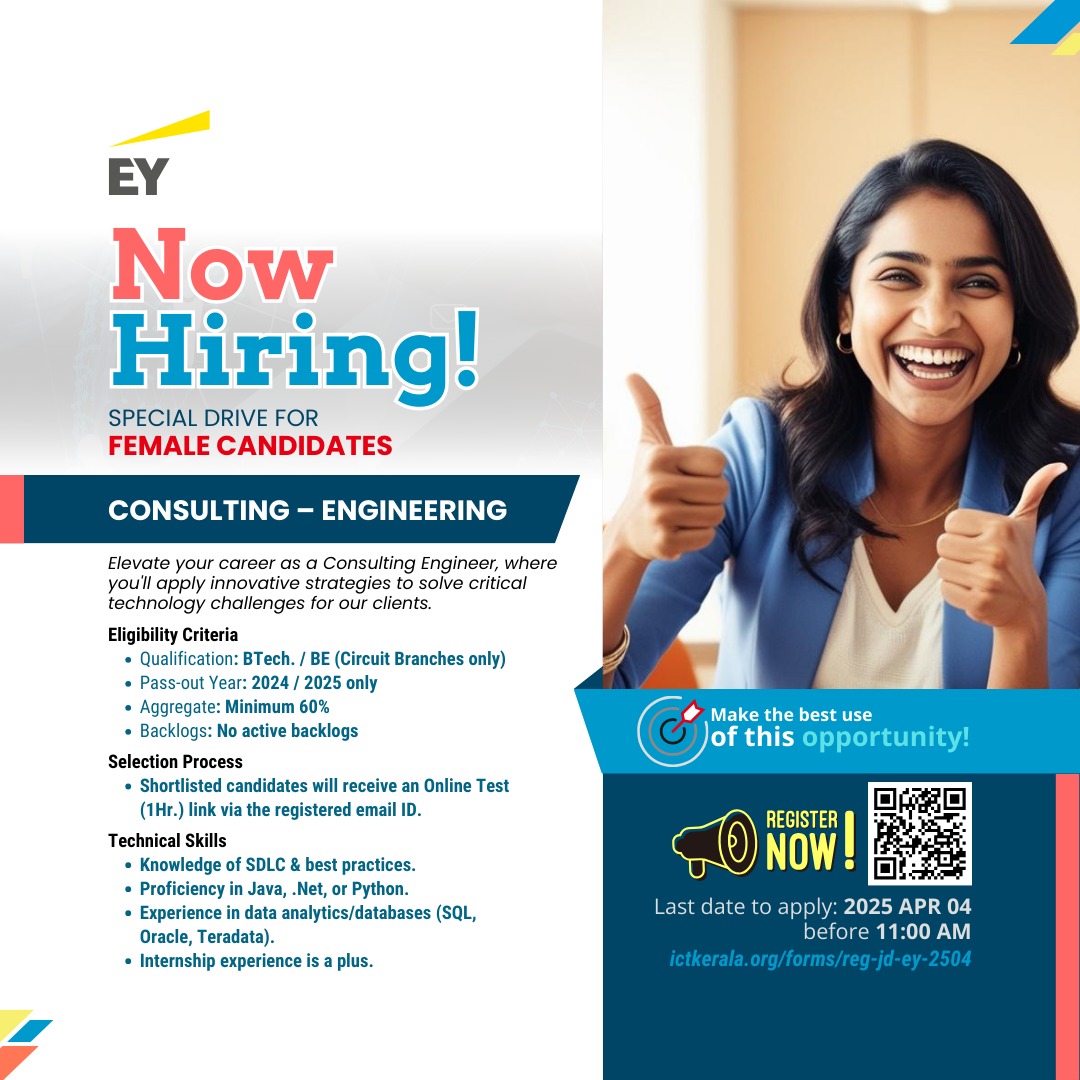 EY
Now
Hiring!
SPECIAL DRIVE FOR
FEMALE CANDIDATES
CONSULTING – ENGINEERING
Elevate your career as a Consulting Engineer, where
you'll apply innovative strategies to solve critical
technology challenges for our clients.
Eligibility Criteria
• Qualification: BTech. / BE (Circuit Branches only)
• Pass-out Year: 2024 / 2025 only
• Aggregate: Minimum 60%
• Backlogs: No active backlogs
Selection Process
• Shortlisted candidates will receive an Online Test
(1Hr.) link via the registered email ID.
Technical Skills
• Knowledge of SDLC & best practices.
• Proficiency in Java, .Net, or Python.
• Experience in data analytics/databases (SQL,
Oracle, Teradata).
• Internship experience is a plus.
Make the best use
of this opportunity!
REGISTER
NOW!
Last date to apply: 2025 APR 04
before 11:00 AM
ictkerala.org/forms/reg-jd-ey-2504